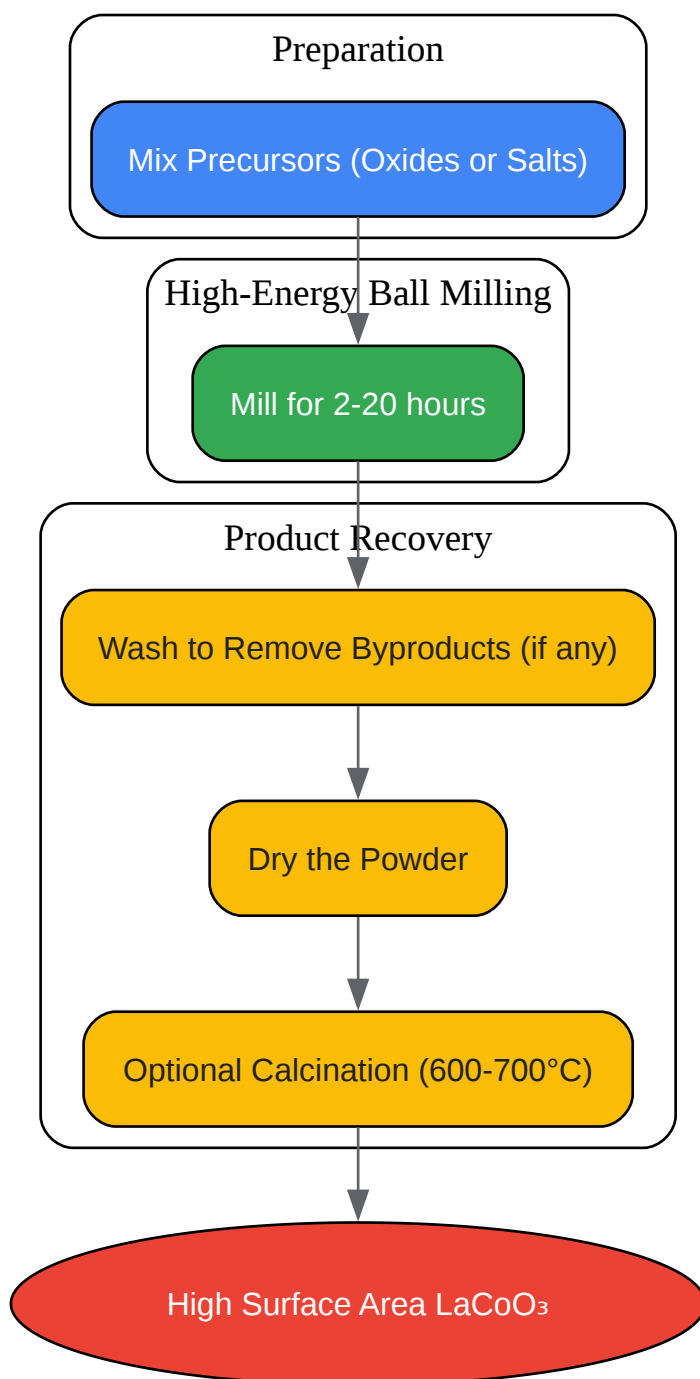 Preparation
Mix Precursors (Oxides or Salts)
High-Energy Ball Milling
Mill for 2-20 hours
Product Recovery
Wash to Remove Byproducts (if any)
Dry the Powder
Optional Calcination (600-700°C)
High Surface Area LaCoO₃